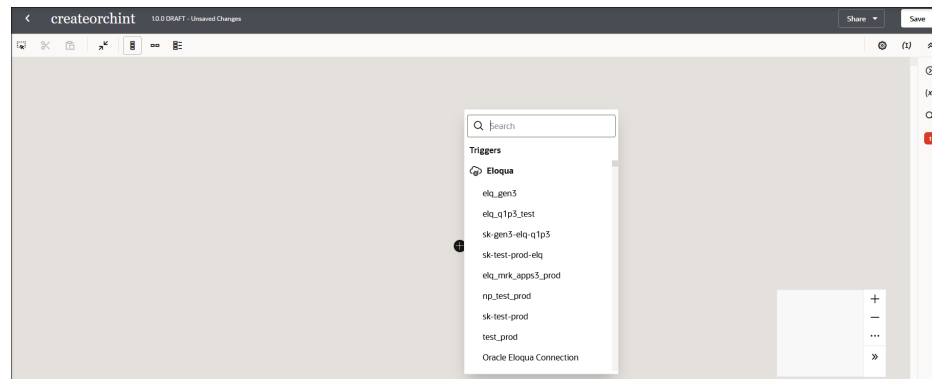 createorchint 1.0.0 DRAFT - Unsaved Changes Share Save
Search
Triggers
Eloqua
elq_gen3
elq_q1p3_test
sk-gen3-elq-q1p3
sk-test-prod-elq
elq_mrk_apps3_prod
np_test_prod
sk-test-prod
test_prod
Oracle Eloqua Connection